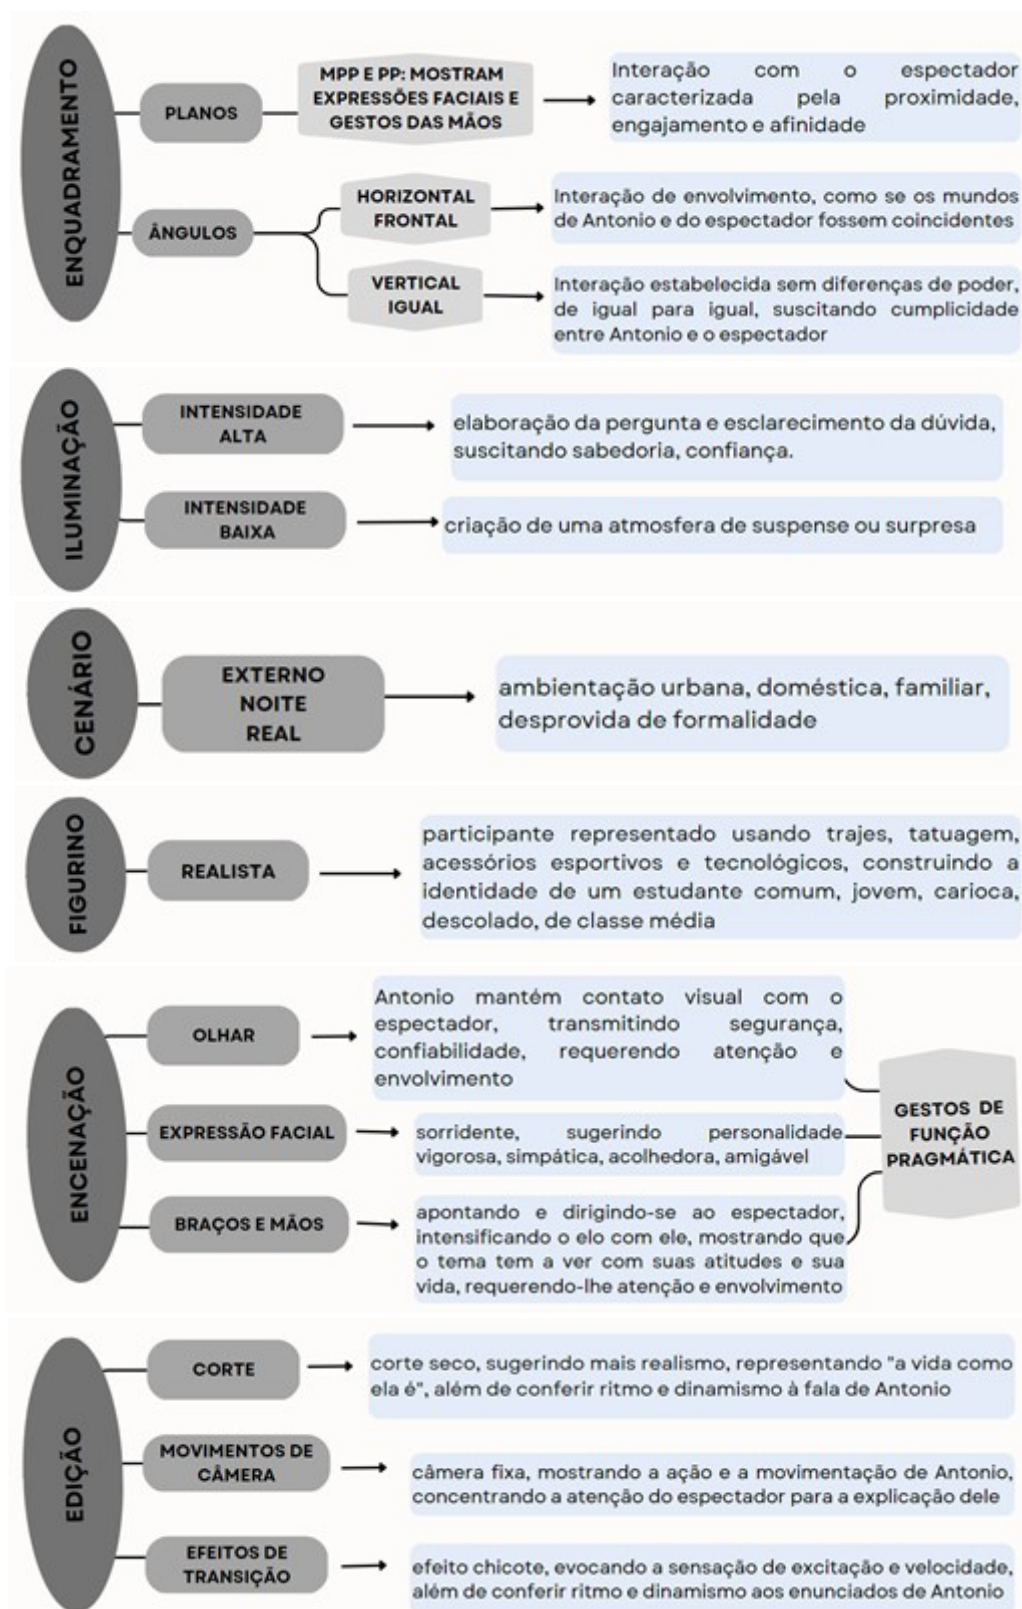 ENQUADRAMENTO
PLANOS
MPP E PP: MOSTRAM
EXPRESSÕES FACIAIS E
GESTOS DAS MÃOS
Interação com o espectador
caracterizada pela proximidade,
engajamento e afinidade
ÂNGULOS
HORIZONTAL
FRONTAL
Interação de envolvimento, como se os mundos
de Antonio e do espectador fossem coincidentes
VERTICAL
IGUAL
Interação estabelecida sem diferenças de poder,
de igual para igual, suscitando cumplicidade
entre Antonio e o espectador
ILUMINAÇÃO
INTENSIDADE
ALTA
elaboração da pergunta e esclarecimento da dúvida,
suscitando sabedoria, confiança.
INTENSIDADE
BAIXA
criação de uma atmosfera de suspense ou surpresa
CENÁRIO
EXTERNO
NOITE
REAL
ambientação urbana, doméstica, familiar,
desprovida de formalidade
FIGURINO
REALISTA
participante representado usando trajes, tatuagem,
acessórios esportivos e tecnológicos, construindo a
identidade de um estudante comum, jovem, carioca,
descolado, de classe média
ENCENAÇÃO
OLHAR
Antonio mantém contato visual com o
espectador, transmitindo segurança,
confiabilidade, requerendo atenção e
envolvimento
EXPRESSÃO FACIAL
sorridente, sugerindo personalidade
vigorosa, simpática, acolhedora, amigável
BRAÇOS E MÃOS
apontando e dirigindo-se ao espectador,
intensificando o elo com ele, mostrando que
o tema tem a ver com suas atitudes e sua
vida, requerendo-lhe atenção e envolvimento
GESTOS DE
FUNÇÃO
PRAGMÁTICA
EDIÇÃO
CORTE
corte seco, sugerindo mais realismo, representando "a vida como
ela é", além de conferir ritmo e dinamismo à fala de Antonio
MOVIMENTOS DE
CÂMERA
câmera fixa, mostrando a ação e a movimentação de Antonio,
concentrando a atenção do espectador para a explicação dele
EFEITOS DE
TRANSIÇÃO
efeito chicote, evocando a sensação de excitação e velocidade,
além de conferir ritmo e dinamismo aos enunciados de Antonio